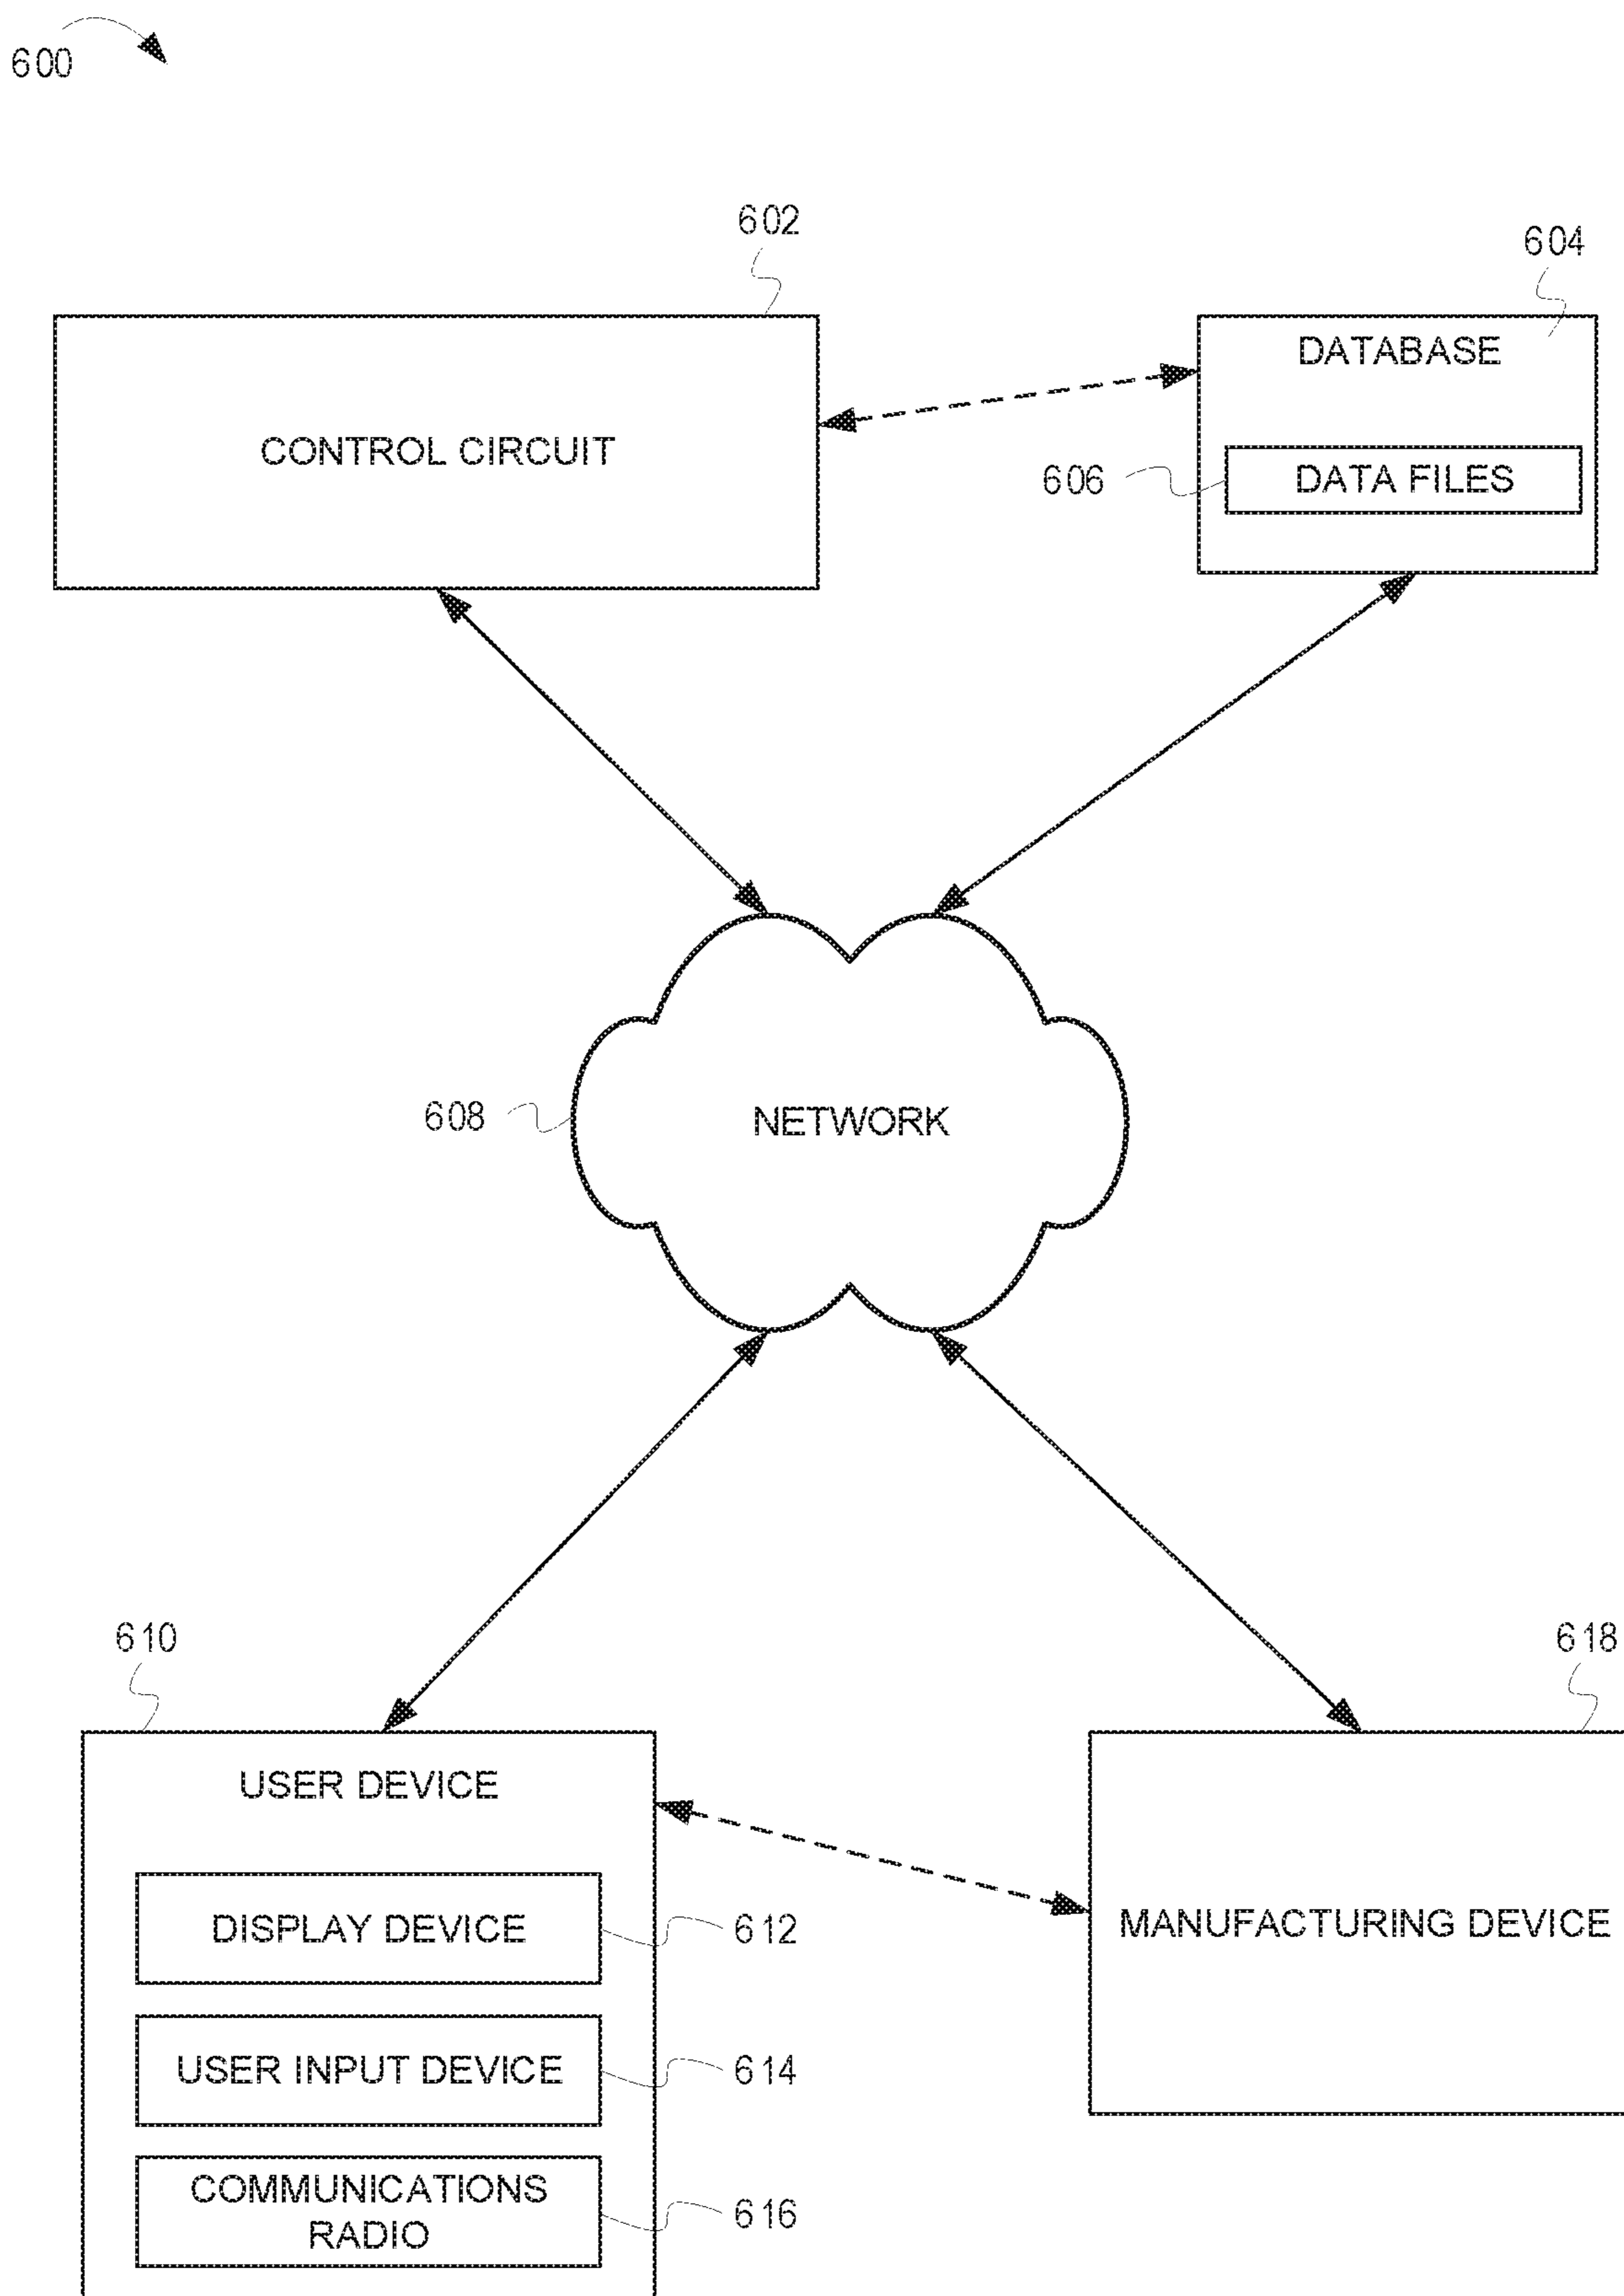 600
602
604
CONTROL CIRCUIT
DATABASE
606
DATA FILES
608
NETWORK
610
618
USER DEVICE
DISPLAY DEVICE
612
MANUFACTURING DEVICE
USER INPUT DEVICE
614
COMMUNICATIONS
RADIO
616